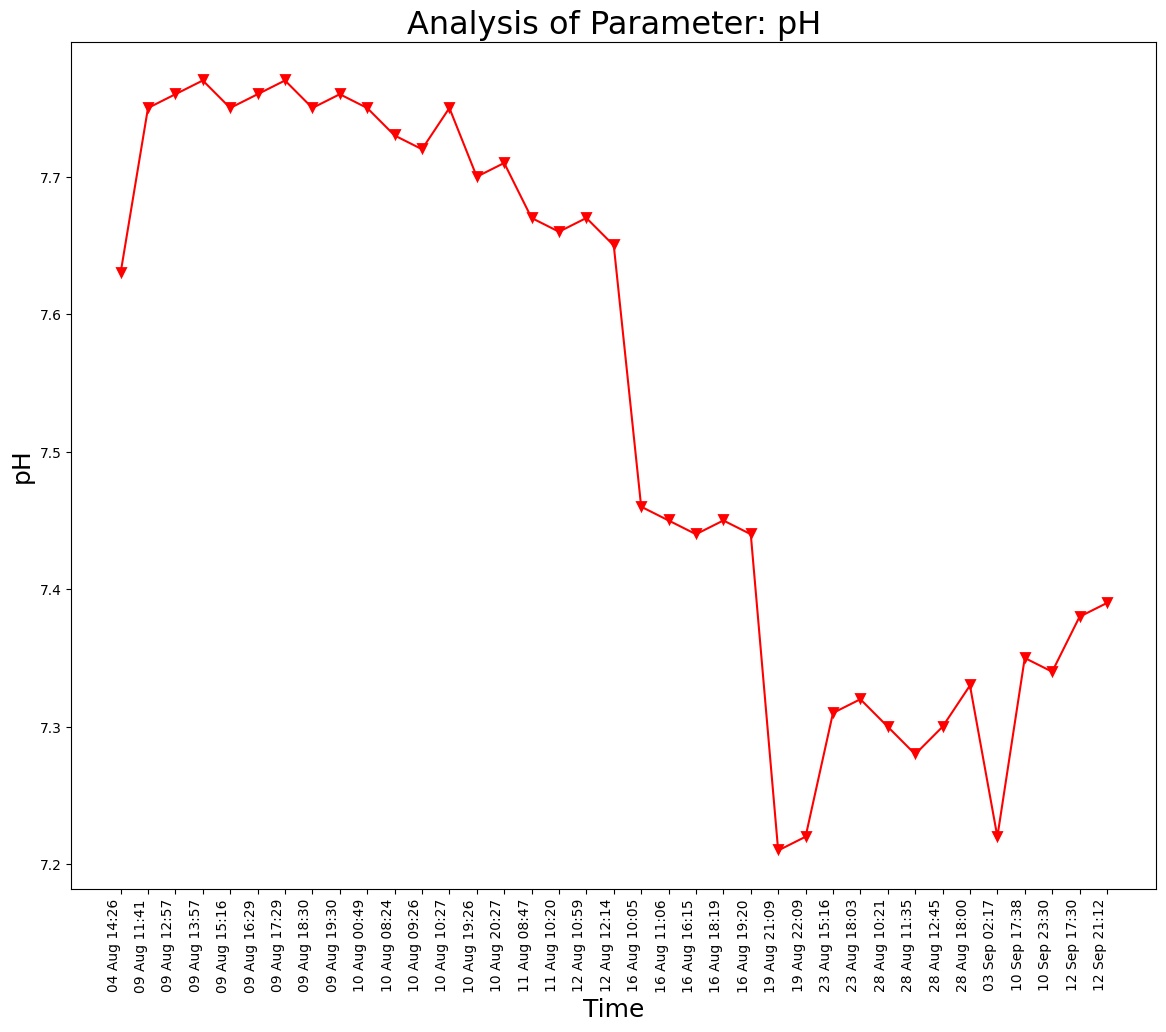 Analysis of Parameter: pH
pH
7.7
7.6
7.5
7.4
7.3
7.2
04 Aug 14:26
09 Aug 11:41
09 Aug 12:57
09 Aug 13:57
09 Aug 15:16
09 Aug 16:29
09 Aug 17:29
09 Aug 18:30
09 Aug 19:30
10 Aug 00:49
10 Aug 08:24
10 Aug 09:26
10 Aug 10:27
10 Aug 19:26
10 Aug 20:27
11 Aug 08:47
11 Aug 10:20
12 Aug 10:59
12 Aug 12:14
16 Aug 10:05
16 Aug 11:06
16 Aug 16:15
16 Aug 18:19
16 Aug 19:20
19 Aug 21:09
19 Aug 22:09
23 Aug 15:16
23 Aug 18:03
28 Aug 10:21
28 Aug 11:35
28 Aug 12:45
28 Aug 18:00
03 Sep 02:17
10 Sep 17:38
10 Sep 23:30
12 Sep 17:30
12 Sep 21:12
Time